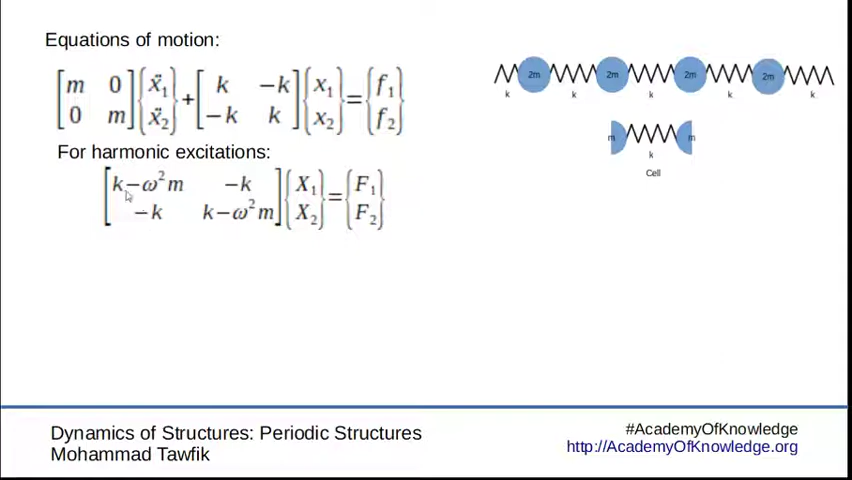 Equations of motion:
[m 0; 0 m]{ẍ₁; ẍ₂}+[k −k; −k k]{x₁; x₂}={f₁; f₂}
For harmonic excitations:
[k−ω²m −k; −k k−ω²m]{X₁; X₂}={F₁; F₂}
2m 2m 2m 2m
k k k k k
m m
k
Cell
Dynamics of Structures: Periodic Structures
Mohammad Tawfik
#AcademyOfKnowledge
http://AcademyOfKnowledge.org